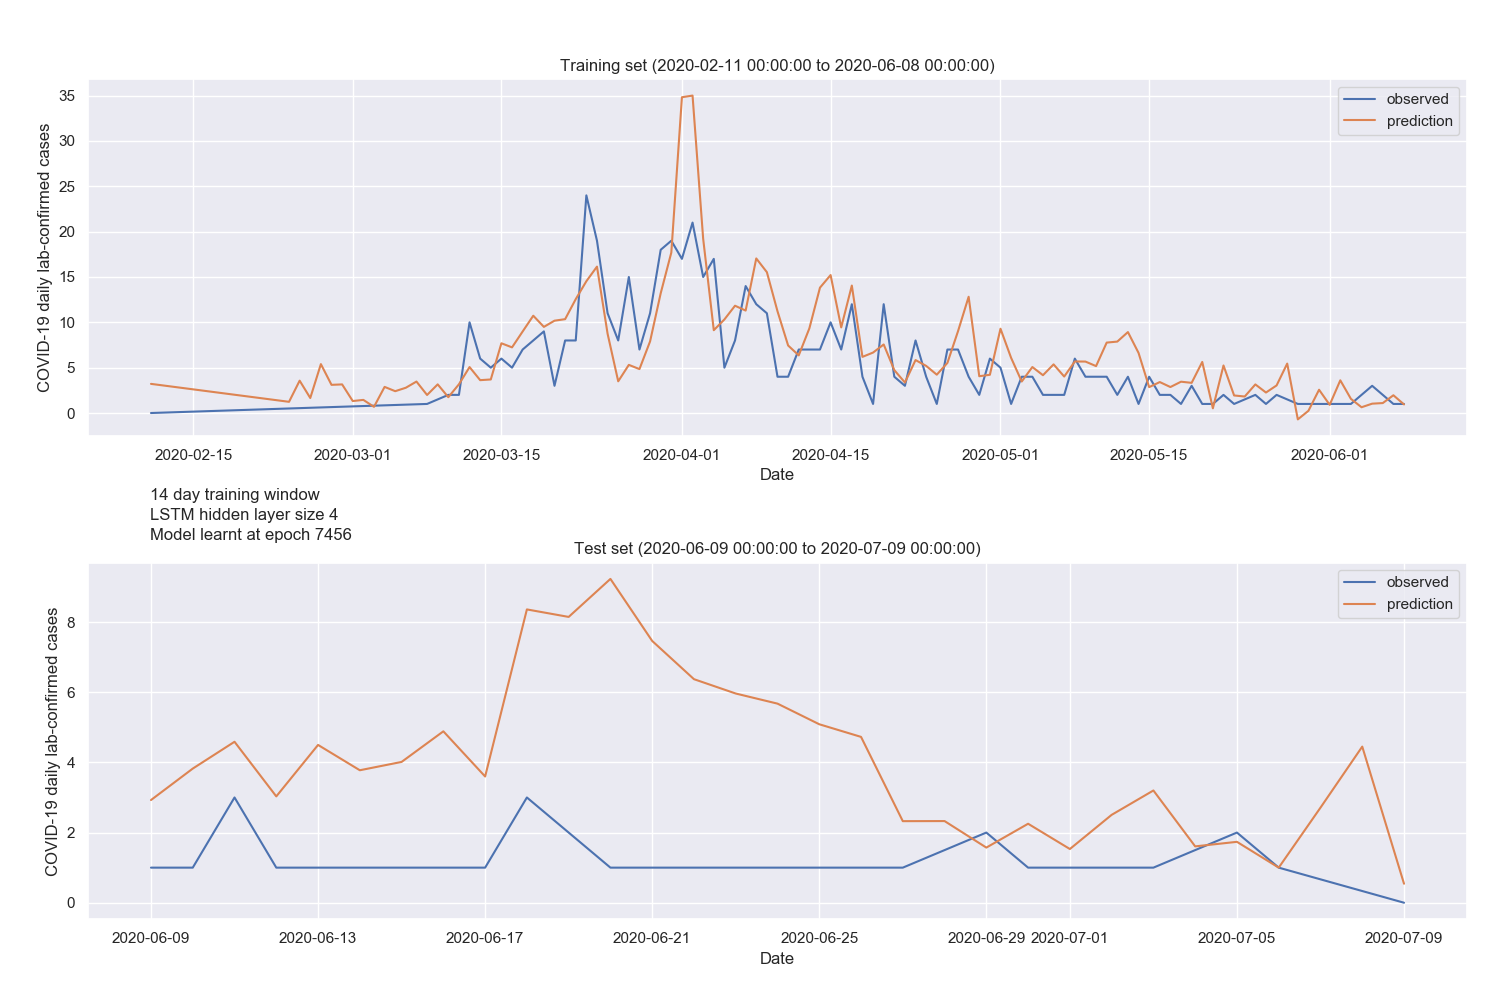 Training set (2020-02-11 00:00:00 to 2020-06-08 00:00:00)
COVID-19 daily lab-confirmed cases
35
30
25
20
15
10
5
0
observed
prediction
2020-02-15 2020-03-01 2020-03-15 2020-04-01 2020-04-15 2020-05-01 2020-05-15 2020-06-01
Date
14 day training window
LSTM hidden layer size 4
Model learnt at epoch 7456
Test set (2020-06-09 00:00:00 to 2020-07-09 00:00:00)
COVID-19 daily lab-confirmed cases
8
6
4
2
0
observed
prediction
2020-06-09 2020-06-13 2020-06-17 2020-06-21 2020-06-25 2020-06-29 2020-07-01 2020-07-05 2020-07-09
Date